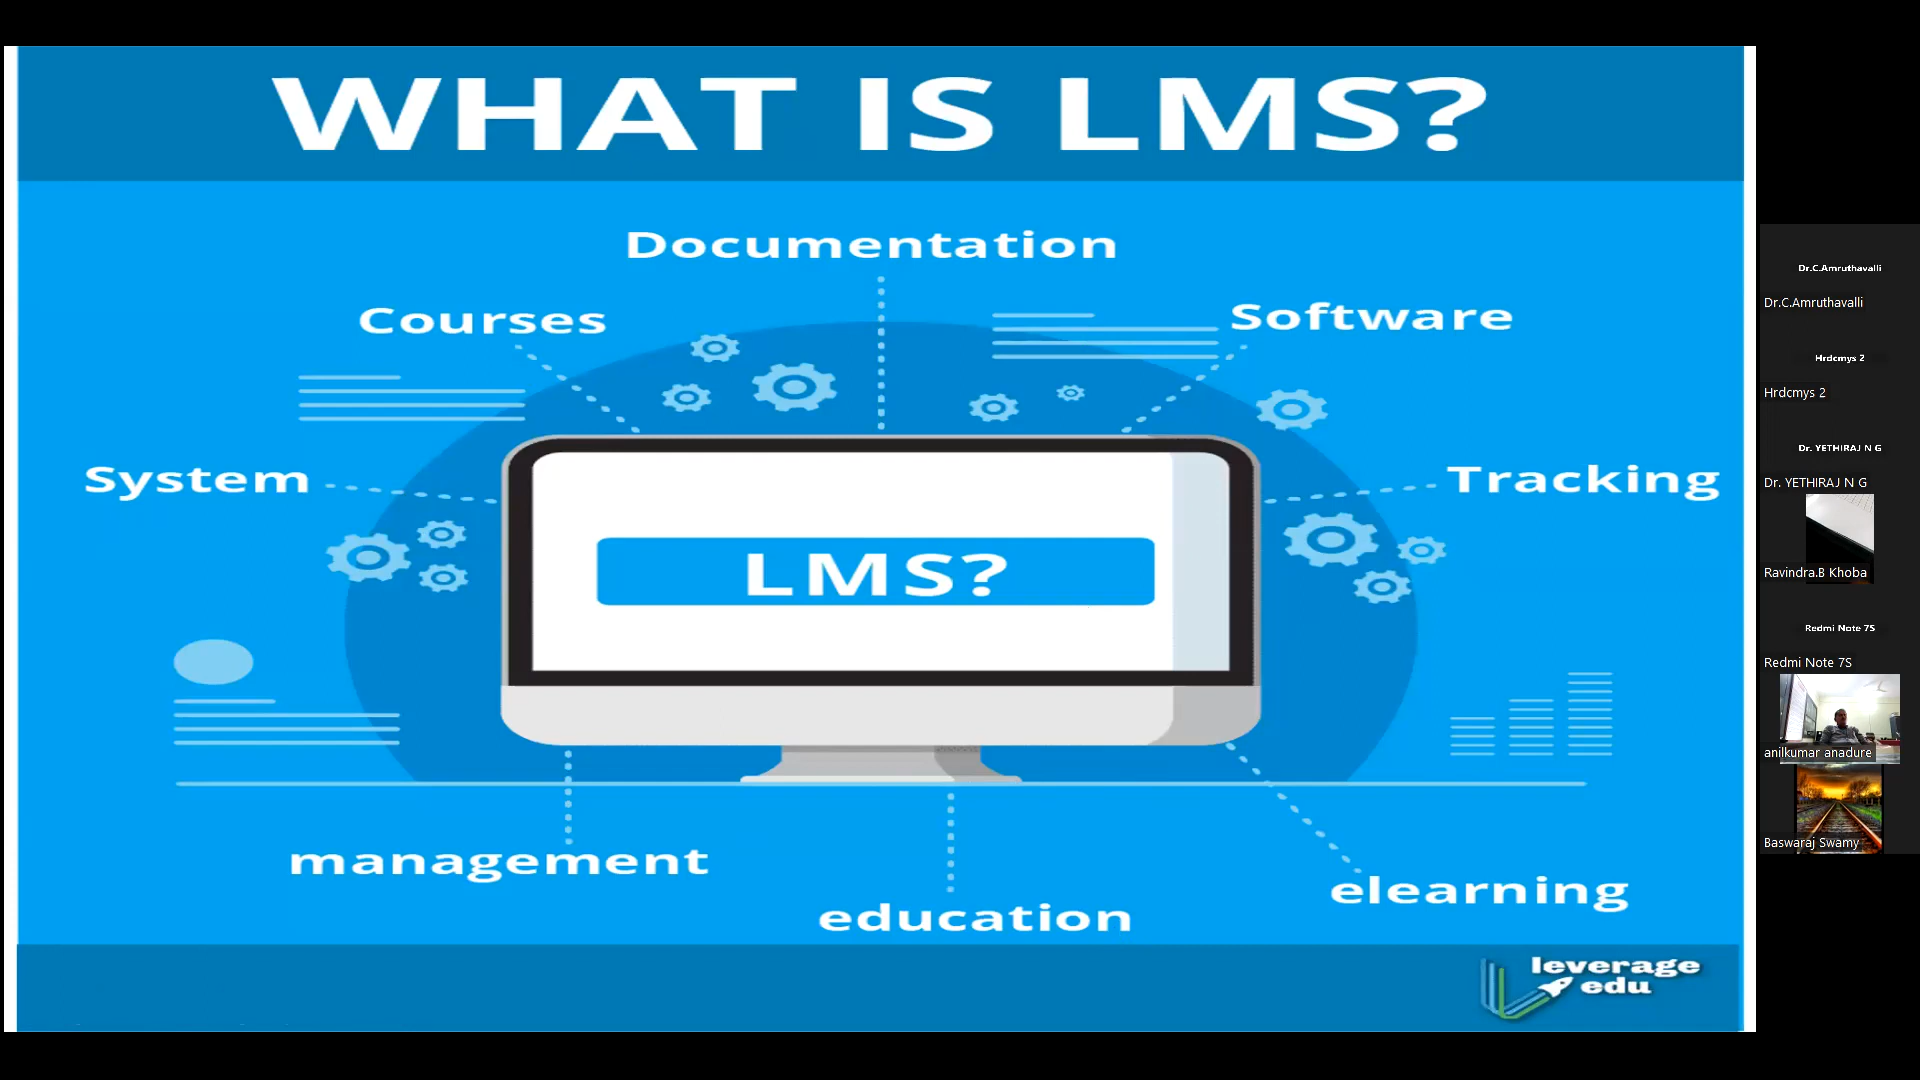 WHAT IS LMS?
Documentation
Courses
Software
System
Tracking
LMS?
management
education
elearning
leverage
edu
Dr.C.Amruthavalli
Dr.C.Amruthavalli
Hrdcmys 2
Hrdcmys 2
Dr. YETHIRAJ N G
Dr. YETHIRAJ N G
Ravindra.B Khoba
Redmi Note 7S
Redmi Note 7S
anilkumar anadure
Baswaraj Swamy